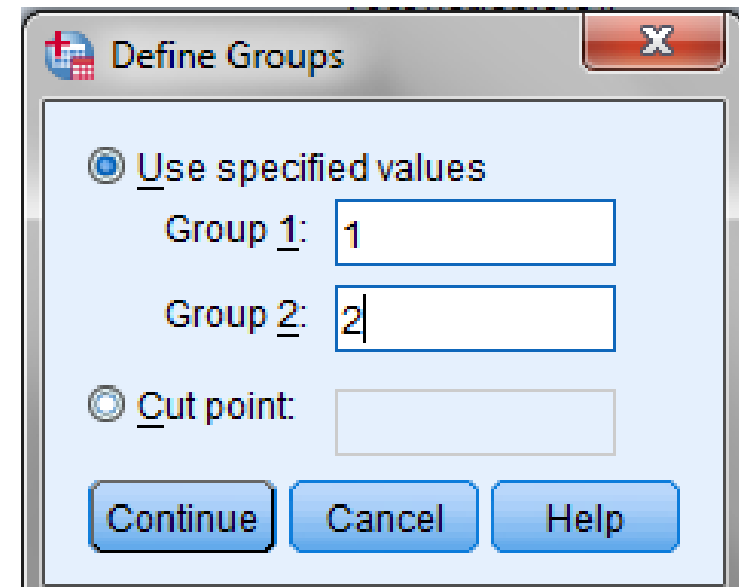 Define Groups
Use specified values
Group 1: 1
Group 2: 2
Cut point:
Continue Cancel Help